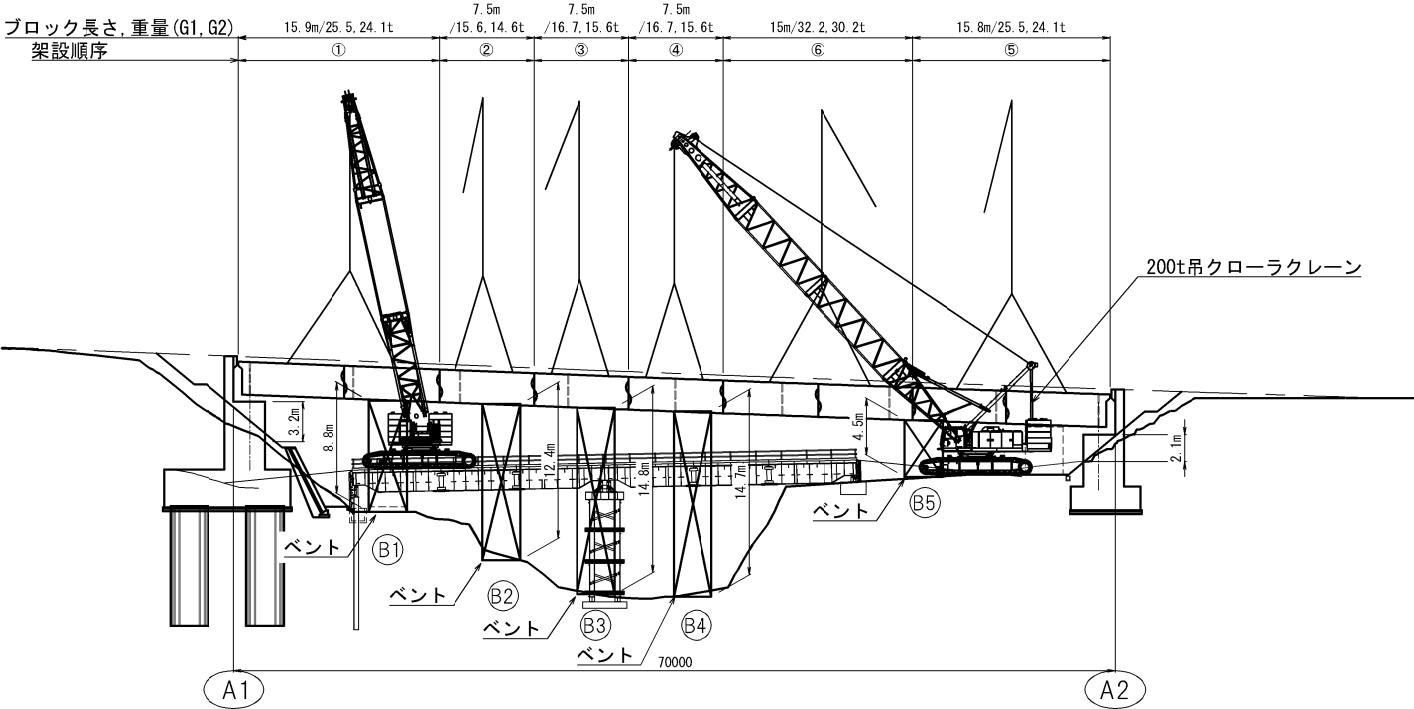 ブロック長さ,重量(G1,G2)
架設順序
15.9m/25.5,24.1t
①
7.5m
/15.6,14.6t
②
7.5m
/16.7,15.6t
③
7.5m
/16.7,15.6t
④
15m/32.2,30.2t
⑥
15.8m/25.5,24.1t
⑤
200t吊クローラクレーン
3.2m
8.8m
12.4m
14.8m
14.7m
4.5m
2.1m
ベント
B1
ベント
B2
ベント
B3
ベント
B4
ベント
B5
70000
A1
A2